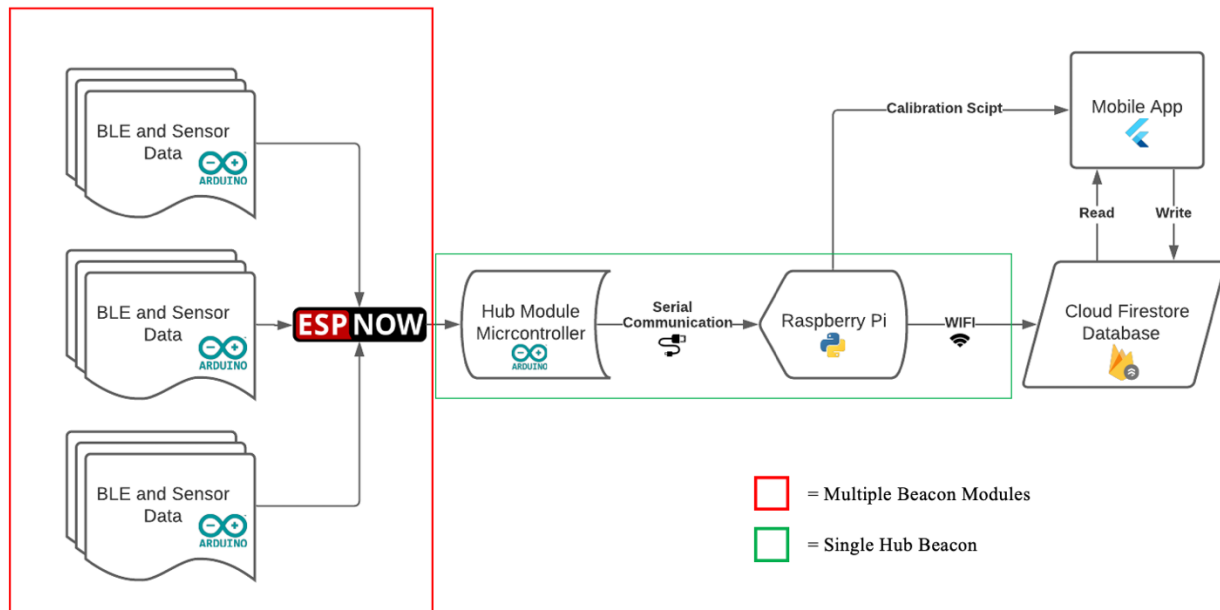 BLE and Sensor
Data
ARDUINO
BLE and Sensor
Data
ARDUINO
BLE and Sensor
Data
ARDUINO
ESP NOW
Hub Module
Micrcontroller
ARDUINO
Serial
Communication
Raspberry Pi
WIFI
Calibration Scipt
Mobile App
Read
Write
Cloud Firestore
Database
= Multiple Beacon Modules
= Single Hub Beacon